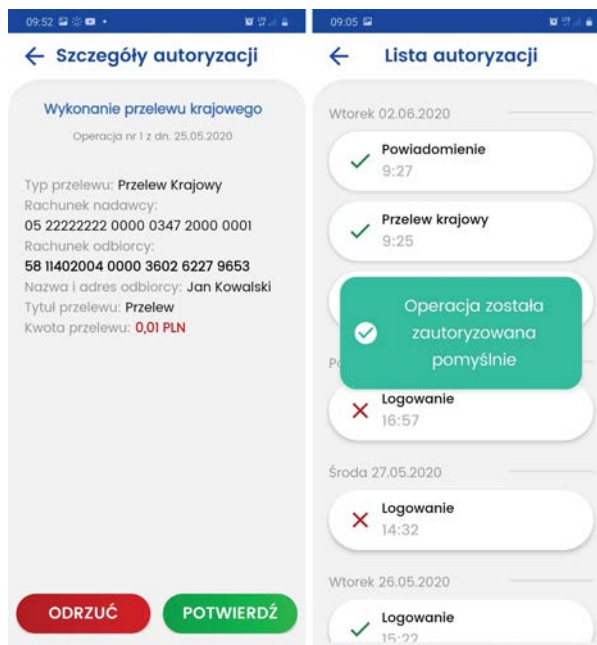 09:52
Szczegóły autoryzacji
Wykonanie przelewu krajowego
Operacja nr 1 z dn. 25.05.2020
Typ przelewu: Przelew Krajowy
Rachunek nadawcy:
05 22222222 0000 0347 2000 0001
Rachunek odbiorcy:
58 11402004 0000 3602 6227 9653
Nazwa i adres odbiorcy: Jan Kowalski
Tytuł przelewu: Przelew
Kwota przelewu: 0,01 PLN
ODRZUĆ
POTWIERDŹ
09:05
Lista autoryzacji
Wtorek 02.06.2020
Powiadomienie
9:27
Przelew krajowy
9:25
Operacja została
zautoryzowana
pomyślnie
Logowanie
16:57
Środa 27.05.2020
Logowanie
14:32
Wtorek 26.05.2020
Logowanie
15:22